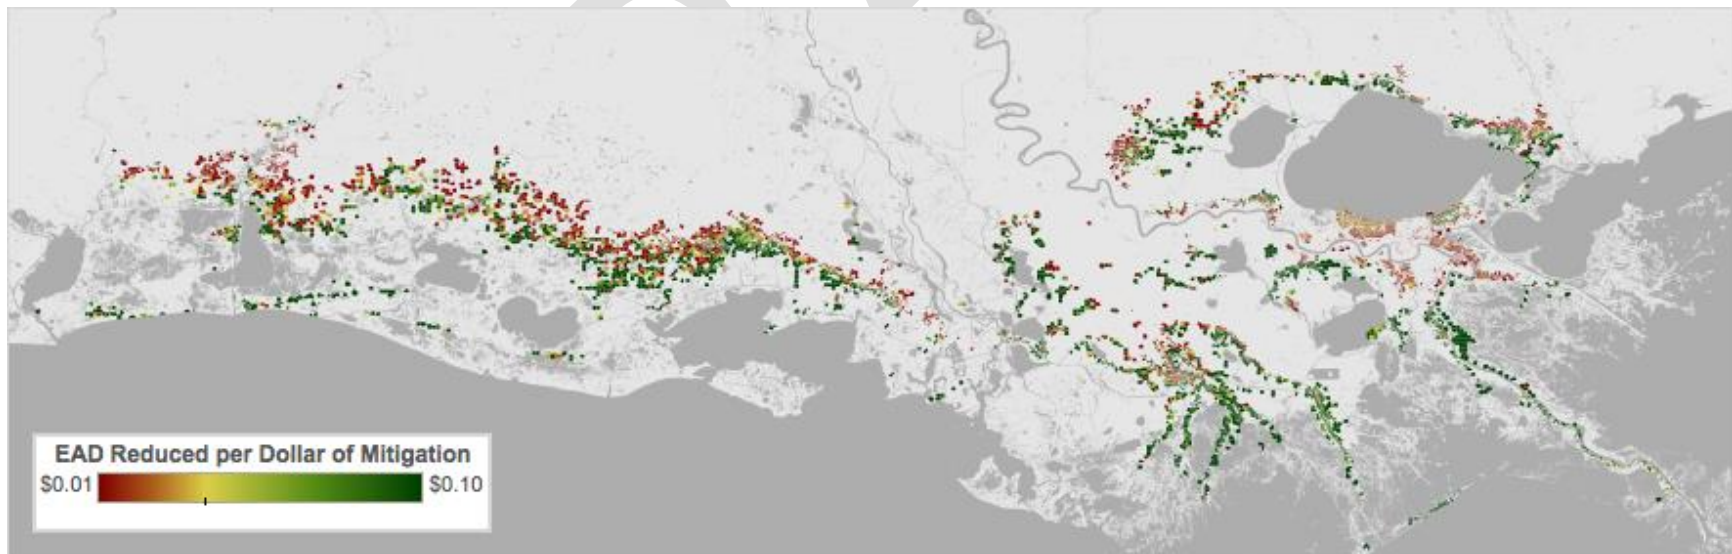 EAD Reduced per Dollar of Mitigation
$0.01 $0.10